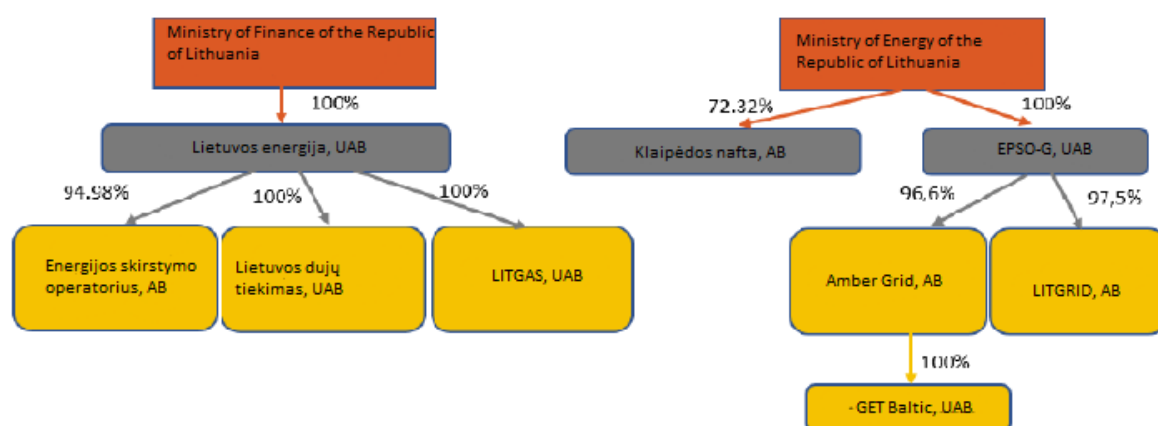 Ministry of Finance of the Republic
of Lithuania
Ministry of Energy of the
Republic of Lithuania
100%
72.32%
100%
Lietuvos energija, UAB
Klaipėdos nafta, AB
EPSO-G, UAB
94.98%
100%
100%
96,6%
97,5%
Energijos skirstymo
operatorius, AB
Lietuvos dujų
tiekimas, UAB
LITGAS, UAB
Amber Grid, AB
LITGRID, AB
100%
- GET Baltic, UAB